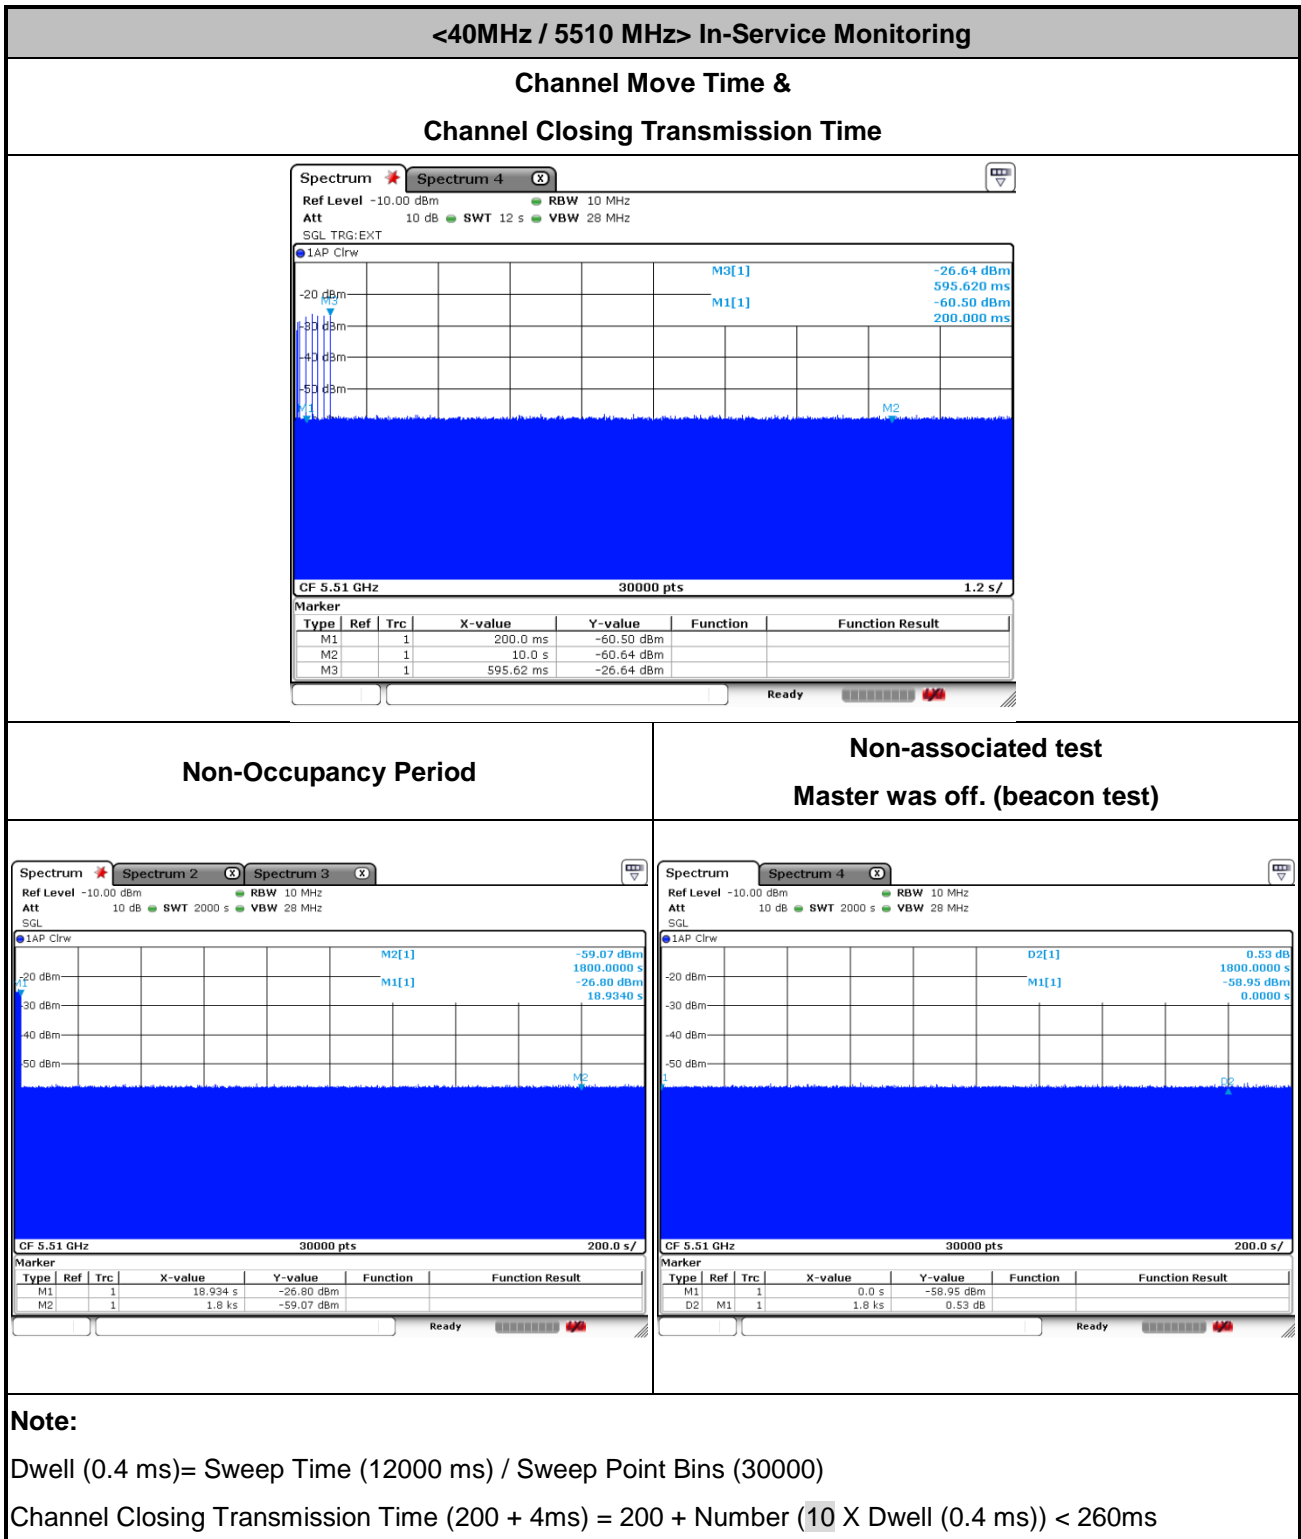 <40MHz / 5510 MHz> In-Service Monitoring
Channel Move Time &
Channel Closing Transmission Time
Spectrum Spectrum 4 X
Ref Level -10.00 dBm RBW 10 MHz
Att 10 dB SWT 12 s VBW 28 MHz
SGL TRG:EXT
1AP Clrw
M3[1] -26.64 dBm
595.620 ms
M1[1] -60.50 dBm
200.000 ms
-20 dBm
M3
-30 dBm
-40 dBm
-50 dBm
M1
M2
CF 5.51 GHz 30000 pts 1.2 s/
Marker
Type Ref Trc X-value Y-value Function Function Result
M1 1 200.0 ms -60.50 dBm
M2 1 10.0 s -60.64 dBm
M3 1 595.62 ms -26.64 dBm
Ready
Non-Occupancy Period
Non-associated test
Master was off. (beacon test)
Spectrum Spectrum 2 X Spectrum 3 X
Ref Level -10.00 dBm RBW 10 MHz
Att 10 dB SWT 2000 s VBW 28 MHz
SGL
1AP Clrw
M2[1] -59.07 dBm
1800.0000 s
M1[1] -26.80 dBm
18.9340 s
-20 dBm
M1
-30 dBm
-40 dBm
-50 dBm
M2
CF 5.51 GHz 30000 pts 200.0 s/
Marker
Type Ref Trc X-value Y-value Function Function Result
M1 1 18.934 s -26.80 dBm
M2 1 1.8 ks -59.07 dBm
Ready
Spectrum Spectrum 4 X
Ref Level -10.00 dBm RBW 10 MHz
Att 10 dB SWT 2000 s VBW 28 MHz
SGL
1AP Clrw
D2[1] 0.53 dB
1800.0000 s
M1[1] -58.95 dBm
0.0000 s
-20 dBm
-30 dBm
-40 dBm
-50 dBm
1
D2
CF 5.51 GHz 30000 pts 200.0 s/
Marker
Type Ref Trc X-value Y-value Function Function Result
M1 1 0.0 s -58.95 dBm
D2 M1 1 1.8 ks 0.53 dB
Ready
Note:
Dwell (0.4 ms)= Sweep Time (12000 ms) / Sweep Point Bins (30000)
Channel Closing Transmission Time (200 + 4ms) = 200 + Number (10 X Dwell (0.4 ms)) < 260ms